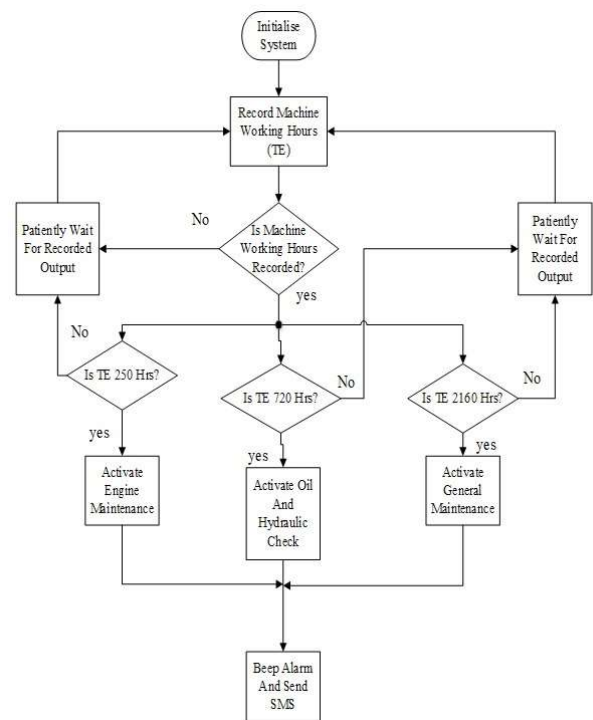 Initialise
System
Record Machine
Working Hours
(TE)
No
Is Machine
Working Hours
Recorded?
Patiently Wait
For Recorded
Output
Patiently
Wait For
Recorded
Output
yes
No
Is TE 250 Hrs?
Is TE 720 Hrs?
No
Is TE 2160 Hrs?
No
yes
yes
yes
Activate
Engine
Maintenance
Activate Oil
And
Hydraulic
Check
Activate
General
Maintenance
Beep Alarm
And Send
SMS